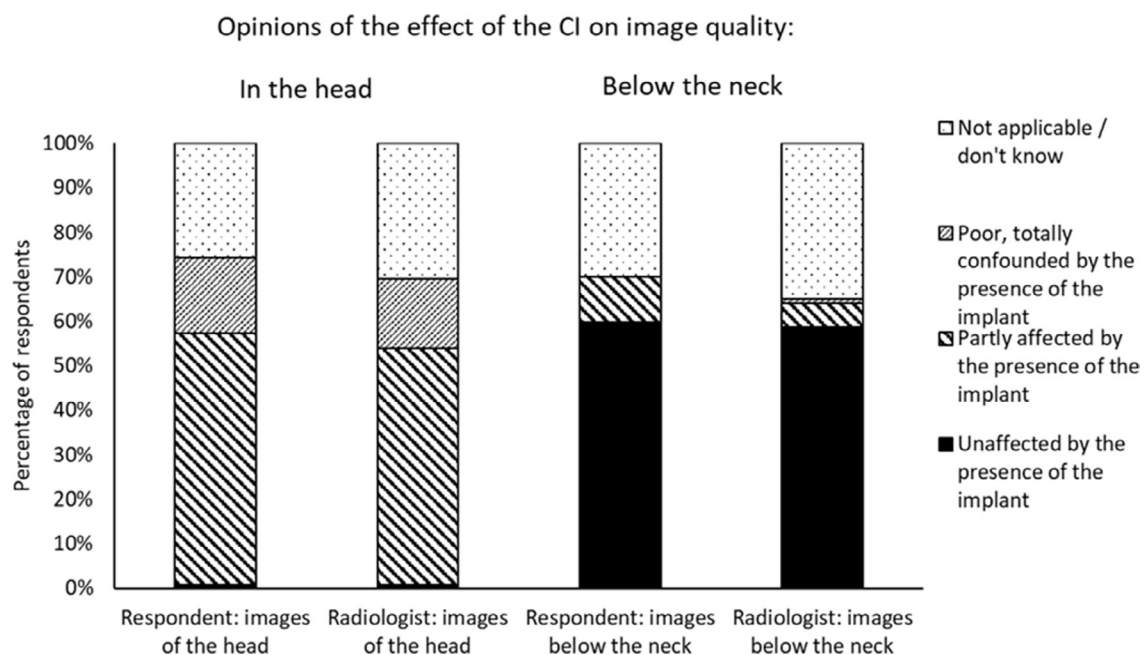 Opinions of the effect of the CI on image quality:
In the head
Below the neck
100%
90%
80%
70%
60%
50%
40%
30%
20%
10%
0%
Percentage of respondents
Respondent: images
of the head
Radiologist: images
of the head
Respondent: images
below the neck
Radiologist: images
below the neck
Not applicable /
don't know
Poor, totally
confounded by the
presence of the
implant
Partly affected by
the presence of the
implant
Unaffected by the
presence of the
implant